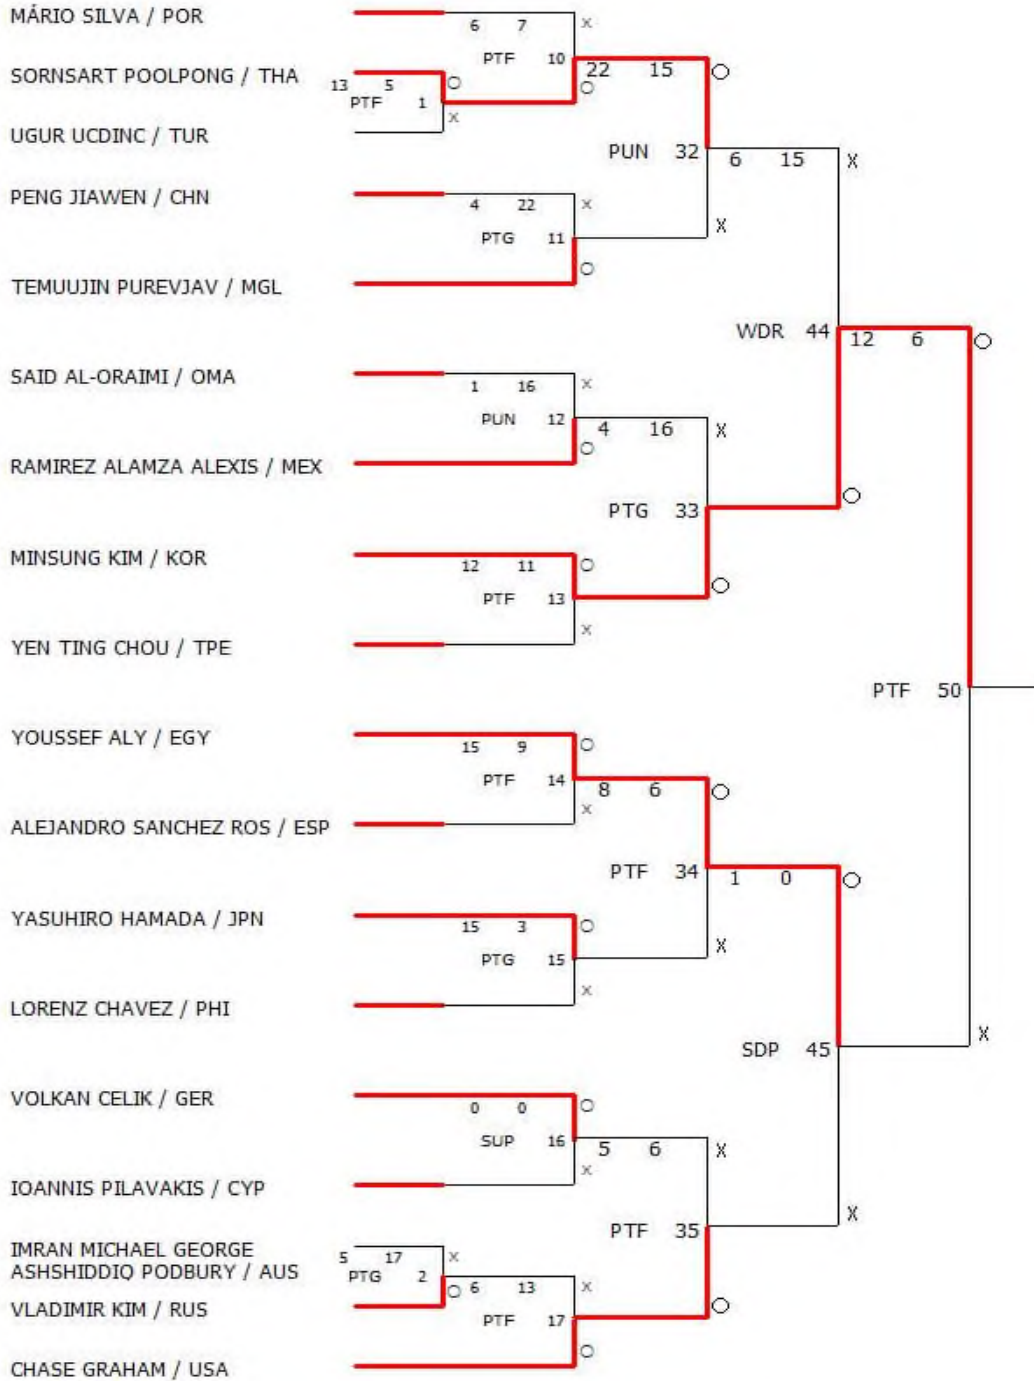 MÁRIO SILVA / POR
6 7 X
PTF 10
22 15 O
SORNSART POOLPONG / THA
13 5 O
PTF 1
O
X
UGUR UCDINC / TUR
PUN 32
6 15 X
PENG JIAWEN / CHN
4 22 X
X
PTG 11
O
TEMUUJIN PUREVJAV / MGL
WDR 44
12 6 O
SAID AL-ORAIMI / OMA
1 16 X
PUN 12
4 16 X
O
RAMIREZ ALAMZA ALEXIS / MEX
O
PTG 33
MINSUNG KIM / KOR
12 11 O
O
PTF 13
X
YEN TING CHOU / TPE
PTF 50
YOUSSEF ALY / EGY
15 9 O
PTF 14
8 6 O
X
ALEJANDRO SANCHEZ ROS / ESP
PTF 34
1 0 O
YASUHIRO HAMADA / JPN
15 3 O
X
PTG 15
X
LORENZ CHAVEZ / PHI
X
SDP 45
VOLKAN CELIK / GER
0 0 O
SUP 16
5 6 X
X
IOANNIS PILAVAKIS / CYP
X
PTF 35
IMRAN MICHAEL GEORGE
5 17 X
ASHSHIDDIQ PODBURY / AUS
PTG 2
O
6 13 X
VLADIMIR KIM / RUS
O
PTF 17
O
CHASE GRAHAM / USA